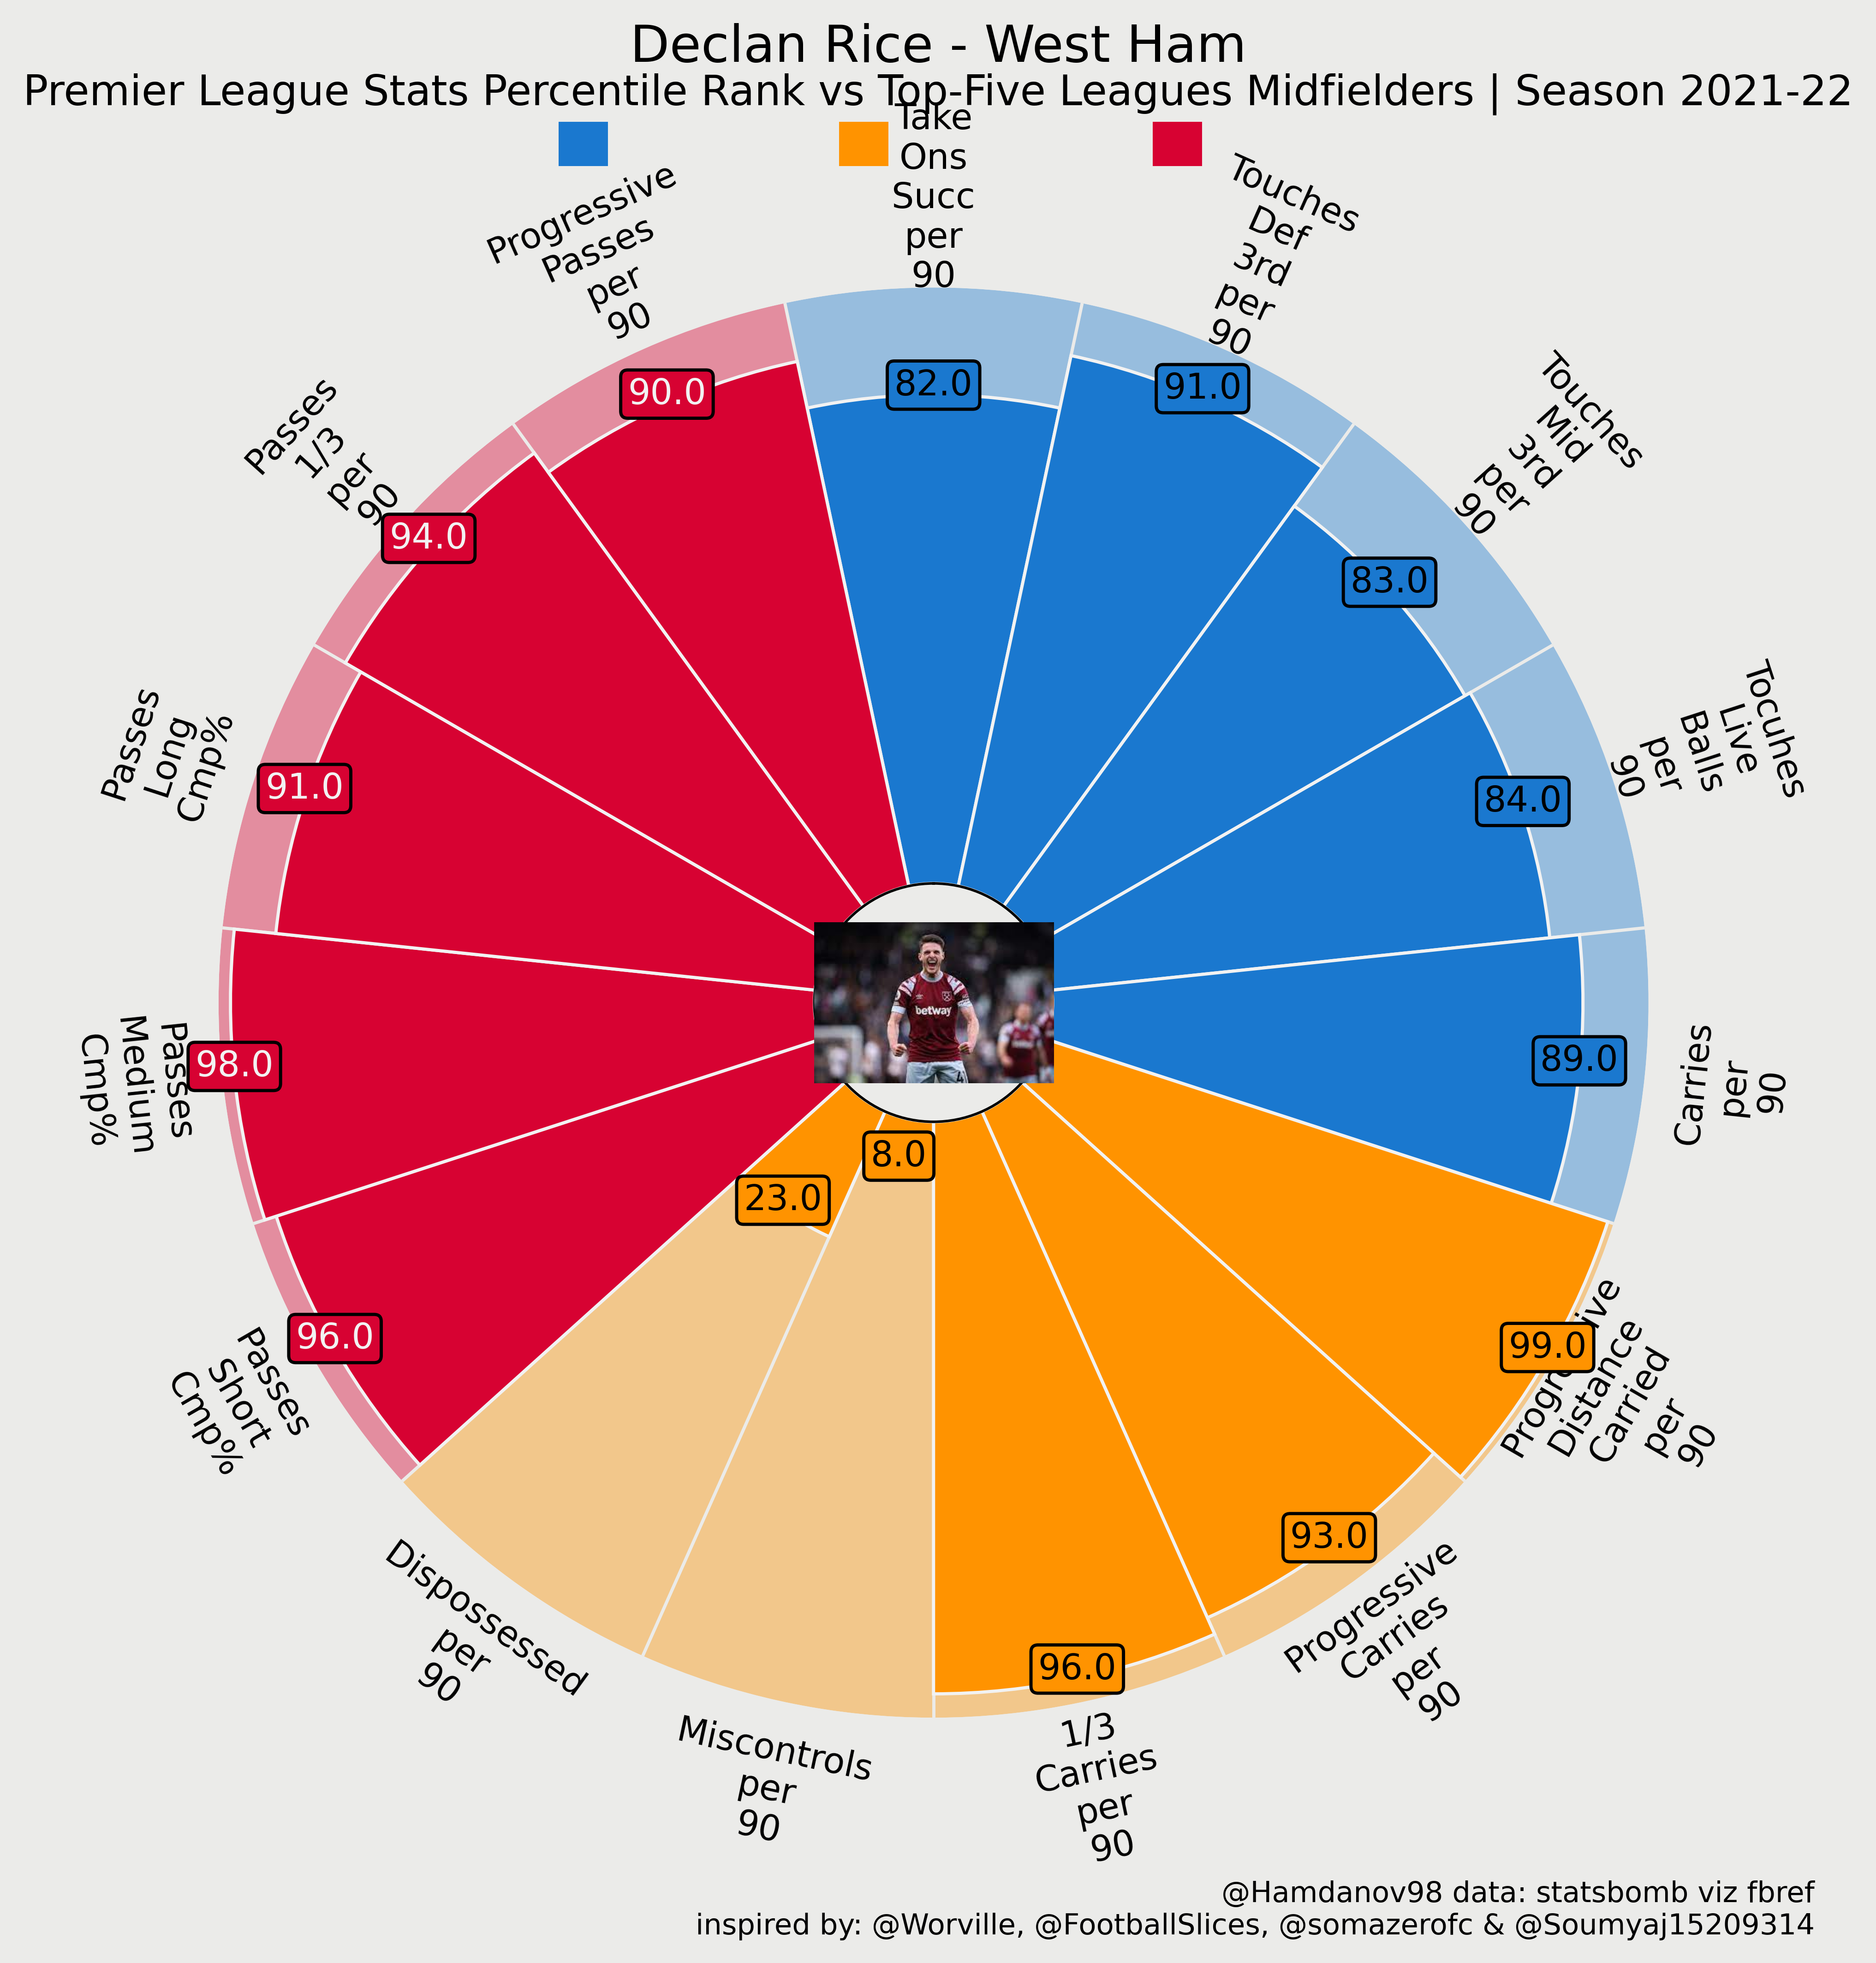 Declan Rice - West Ham
Premier League Stats Percentile Rank vs Top-Five Leagues Midfielders | Season 2021-22
Take
Ons
Succ
per
90
82.0
Touches
Def
3rd
per
90
91.0
Touches
Mid
3rd
per
90
83.0
Tocuhes
Live
Balls
per
90
84.0
Carries
per
90
89.0
Progressive
Distance
Carried
per
90
99.0
Progressive
Carries
per
90
93.0
1/3
Carries
per
90
96.0
Miscontrols
per
90
8.0
Dispossessed
per
90
23.0
Passes
Short
Cmp%
96.0
Passes
Medium
Cmp%
98.0
Passes
Long
Cmp%
91.0
Passes
1/3
per
90
94.0
Progressive
Passes
per
90
90.0
betway
@Hamdanov98 data: statsbomb viz fbref
inspired by: @Worville, @FootballSlices, @somazerofc & @Soumyaj15209314